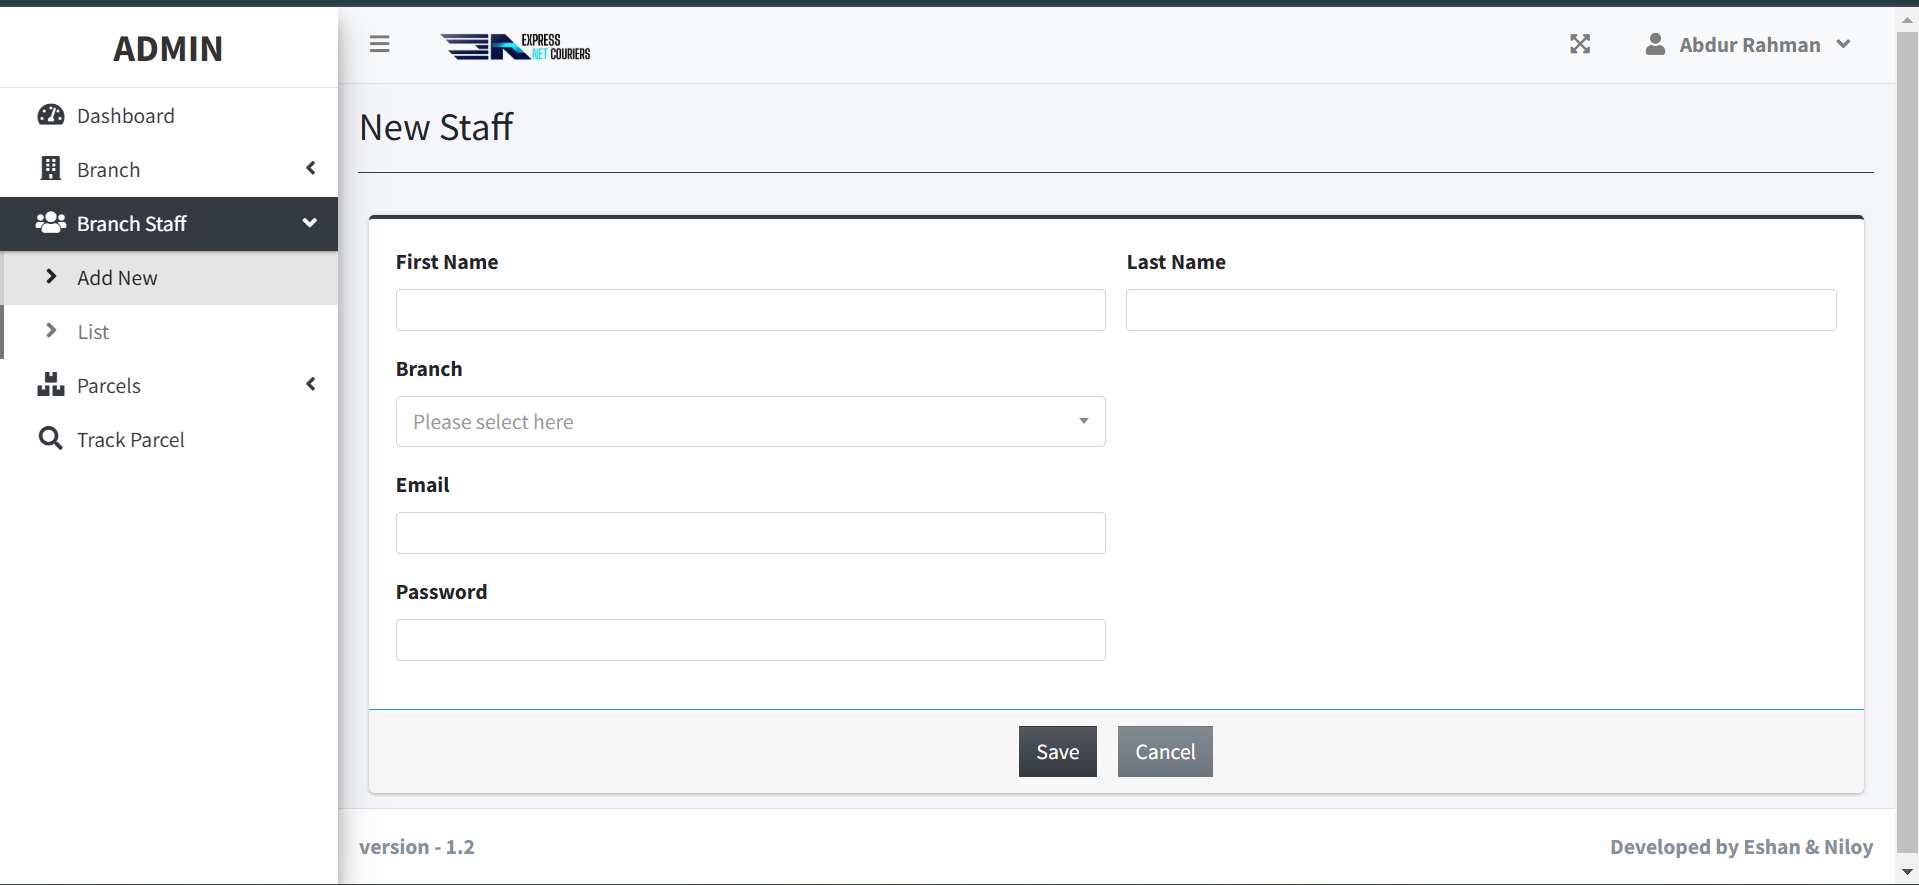 ADMIN
EXPRESS
NET COURIERS
Abdur Rahman
Dashboard
Branch
Branch Staff
Add New
List
Parcels
Track Parcel
New Staff
First Name
Last Name
Branch
Please select here
Email
Password
Save
Cancel
version - 1.2
Developed by Eshan & Niloy